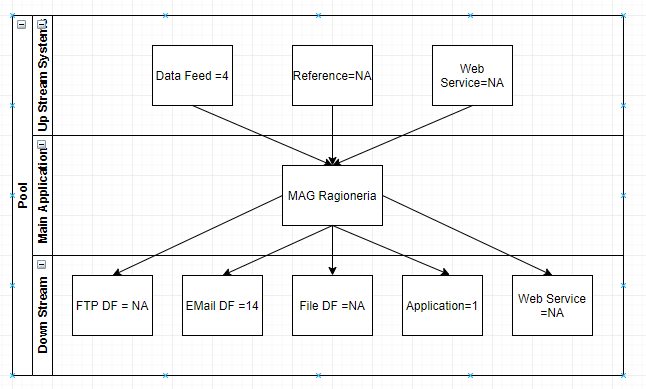 Pool
Up Stream Systems
Data Feed =4
Reference=NA
Web
Service=NA
Main Application
MAG Ragioneria
Down Stream
FTP DF = NA
EMail DF =14
File DF =NA
Application=1
Web Service
=NA